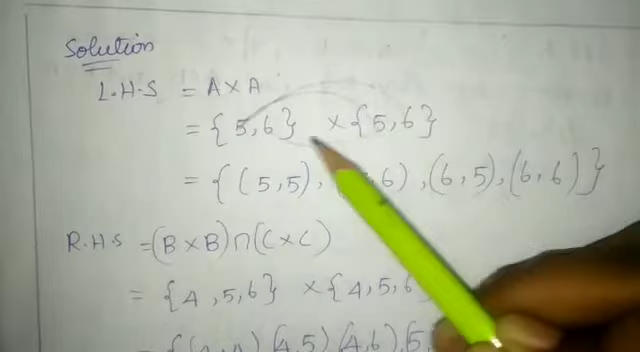 Solution
L.H.S = A×A
= {5,6} ×{5,6}
= {(5,5), ,6) ,(6,5),(6,6)}
R.H.S =(B×B)∩(C×C)
= {4,5,6} ×{4,5,6
(4,5) (4,6),(5,